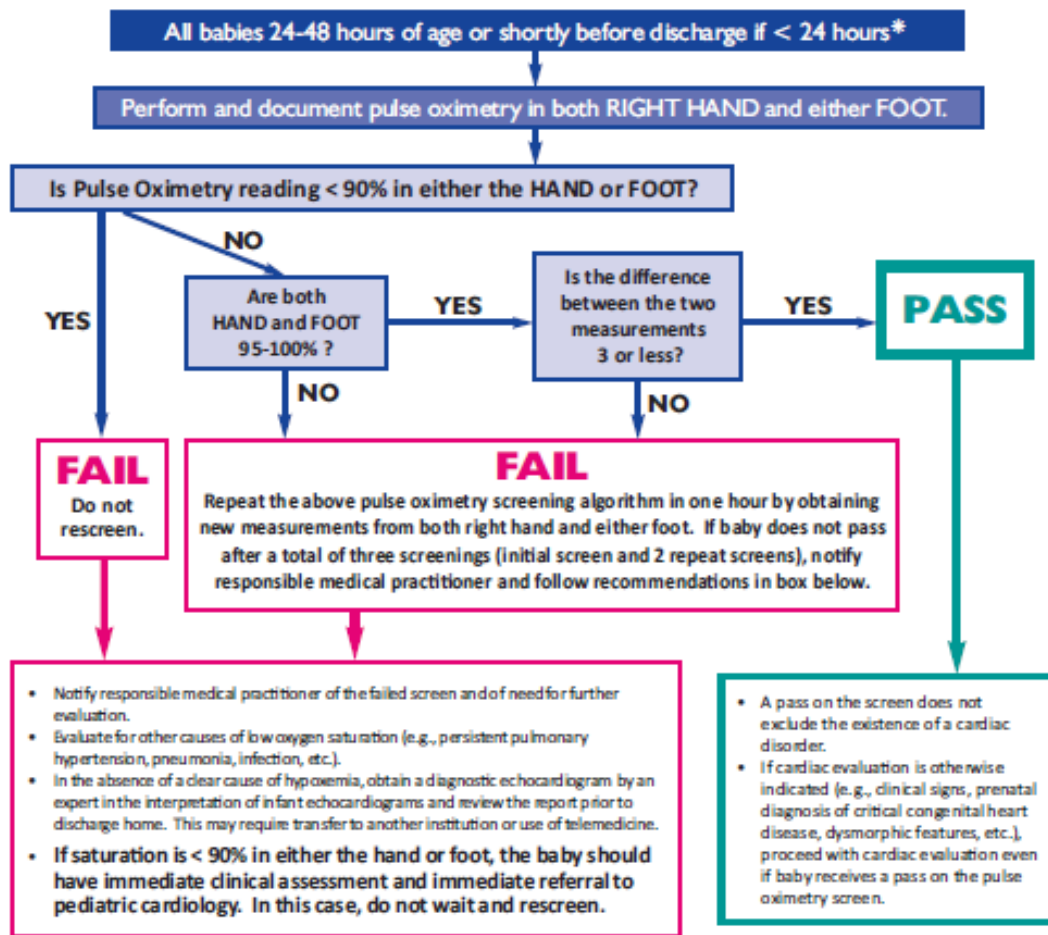 All babies 24-48 hours of age or shortly before discharge if < 24 hours*
Perform and document pulse oximetry in both RIGHT HAND and either FOOT.
Is Pulse Oximetry reading < 90% in either the HAND or FOOT?
NO
YES
Are both
HAND and FOOT
95-100% ?
YES
Is the difference
between the two
measurements
3 or less?
YES
PASS
NO
NO
FAIL
Do not
rescreen.
FAIL
Repeat the above pulse oximetry screening algorithm in one hour by obtaining
new measurements from both right hand and either foot. If baby does not pass
after a total of three screenings (initial screen and 2 repeat screens), notify
responsible medical practitioner and follow recommendations in box below.
• Notify responsible medical practitioner of the failed screen and of need for further
evaluation.
• Evaluate for other causes of low oxygen saturation (e.g., persistent pulmonary
hypertension, pneumonia, infection, etc.).
• In the absence of a clear cause of hypoxemia, obtain a diagnostic echocardiogram by an
expert in the interpretation of infant echocardiograms and review the report prior to
discharge home. This may require transfer to another institution or use of telemedicine.
• If saturation is < 90% in either the hand or foot, the baby should
have immediate clinical assessment and immediate referral to
pediatric cardiology. In this case, do not wait and rescreen.
• A pass on the screen does not
exclude the existence of a cardiac
disorder.
• If cardiac evaluation is otherwise
indicated (e.g., clinical signs, prenatal
diagnosis of critical congenital heart
disease, dysmorphic features, etc.),
proceed with cardiac evaluation even
if baby receives a pass on the pulse
oximetry screen.